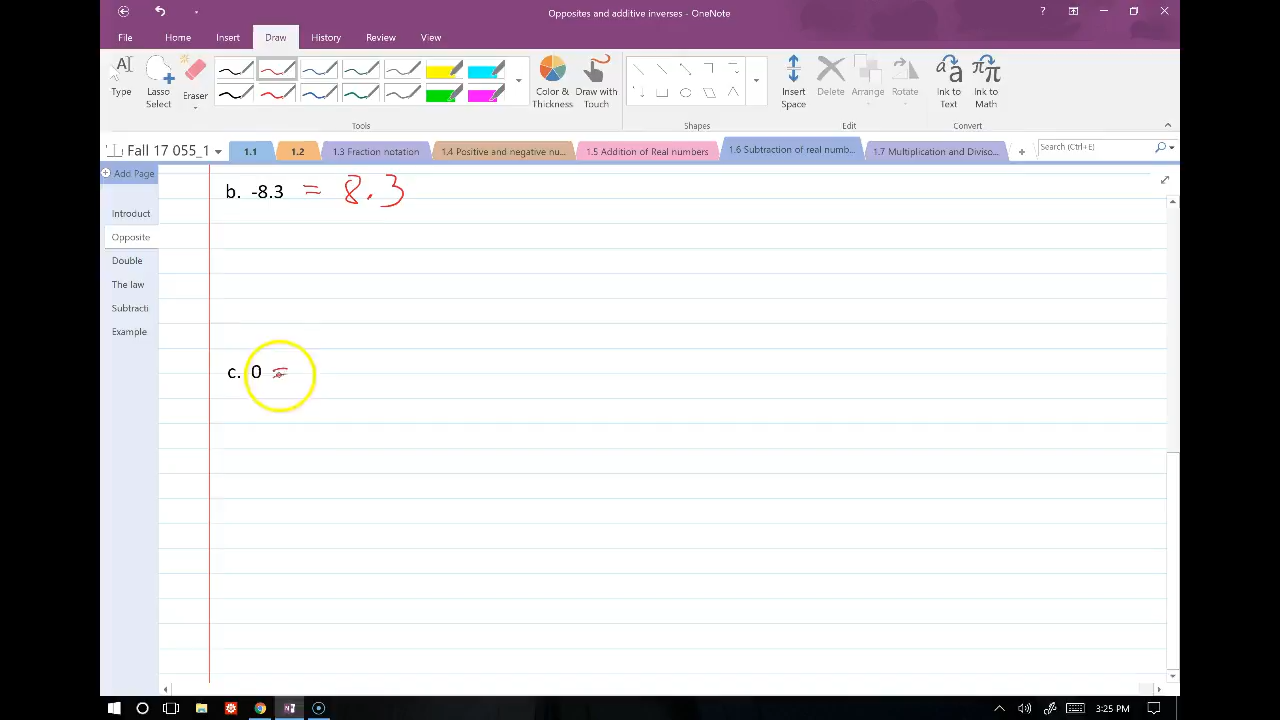 Opposites and additive inverses - OneNote
?
File Home Insert Draw History Review View
Type
Lasso Select
Eraser
Color & Thickness
Draw with Touch
Insert Space
Delete
Arrange
Rotate
Ink to Text
Ink to Math
Tools
Shapes
Edit
Convert
Fall 17 055_1
1.1
1.2
1.3 Fraction notation
1.4 Positive and negative nu...
1.5 Addition of Real numbers
1.6 Subtraction of real numb...
1.7 Multiplication and Diviso...
Search (Ctrl+E)
Add Page
Introduct
Opposite
Double
The law
Subtracti
Example
b. -8.3 = 8.3
c. 0 =
3:25 PM